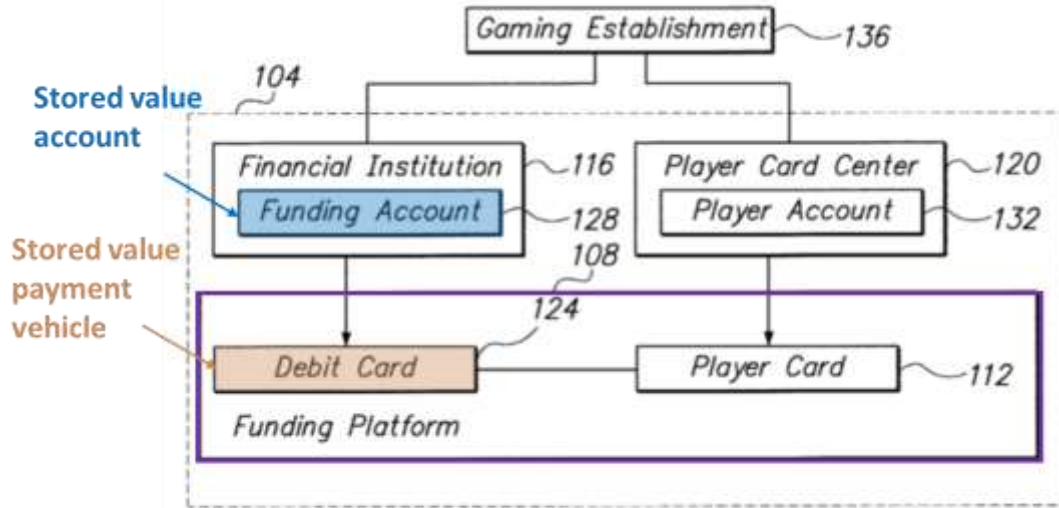 Gaming Establishment
136
104
Stored value
account
Financial Institution
116
Player Card Center
120
Funding Account
128
Player Account
132
Stored value
payment
vehicle
108
124
Debit Card
Player Card
112
Funding Platform